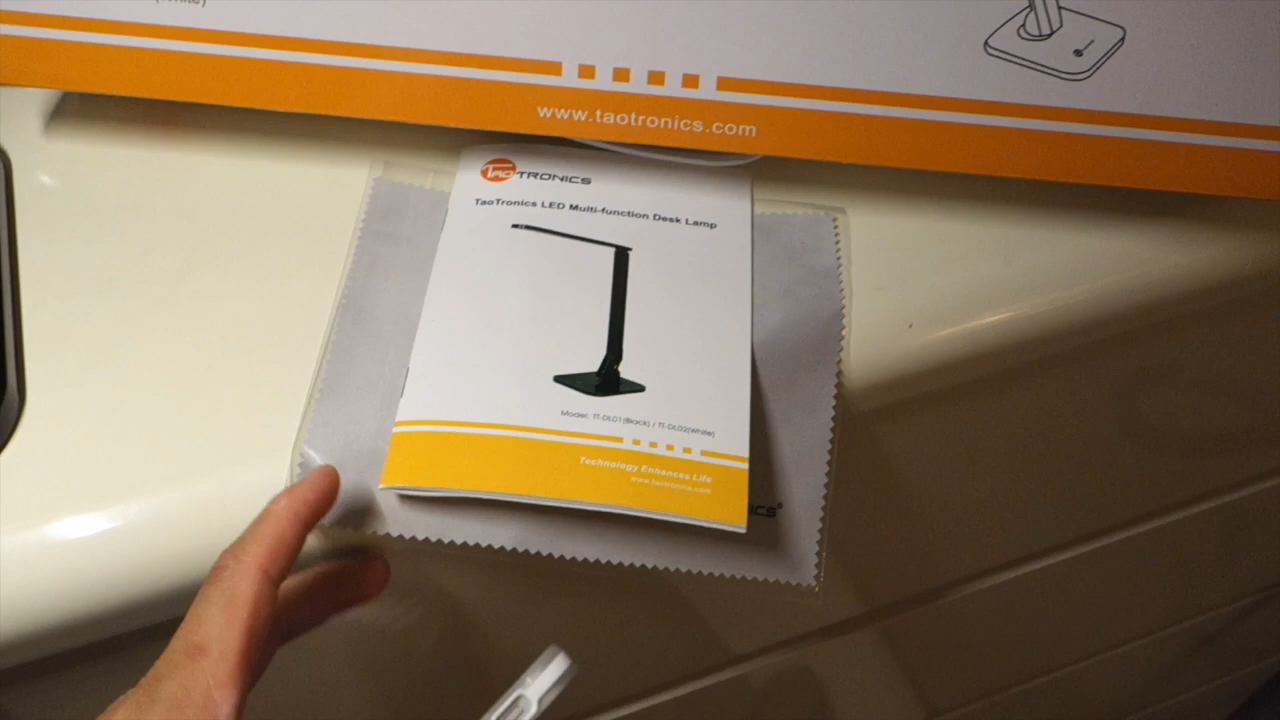 www.taotronics.com
TAOTRONICS
TaoTronics LED Multi-function Desk Lamp
Model: TT-DL01(Black) / TT-DL02(White)
Technology Enhances Life
www.taotronics.com
ICS